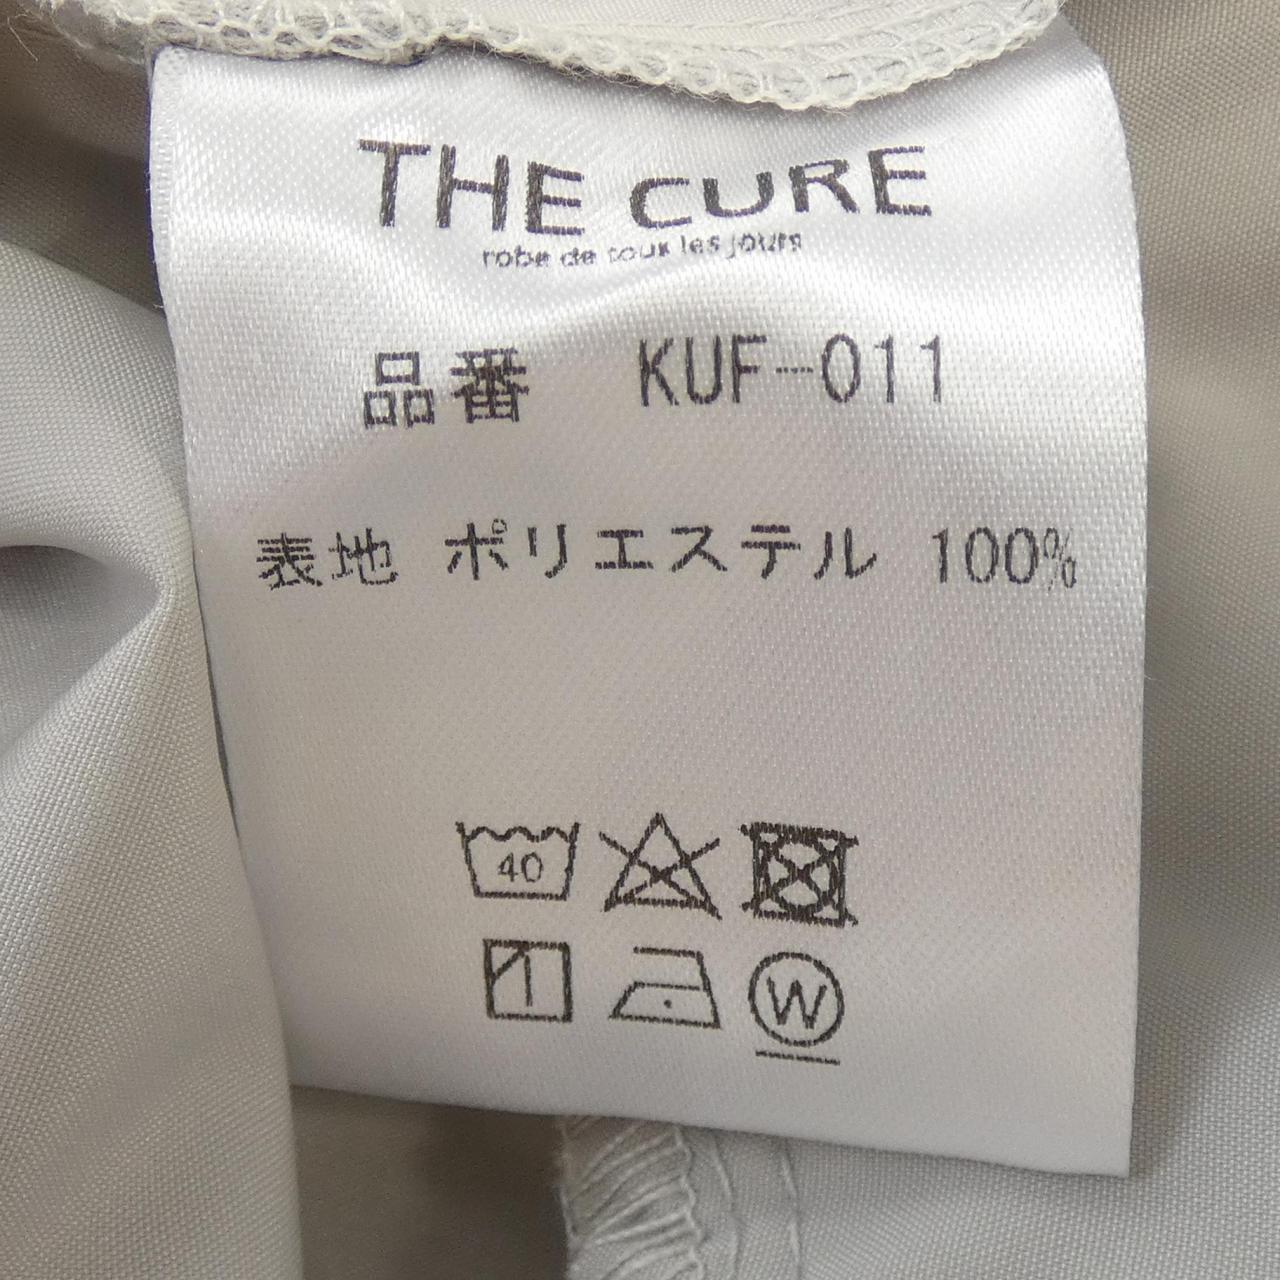 THE CURE
robe de tous les jours
品番 KUF-011
表地 ポリエステル 100%
40
W